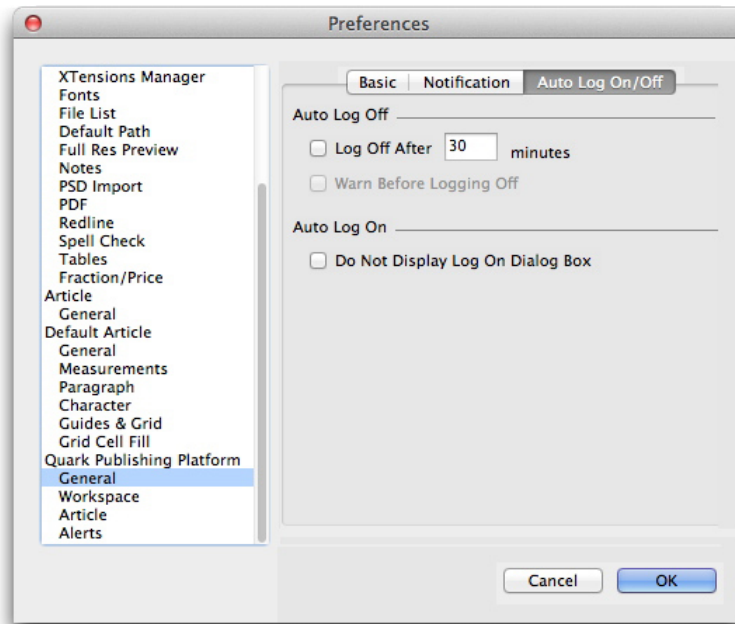 Preferences
XTensions Manager
Fonts
File List
Default Path
Full Res Preview
Notes
PSD Import
PDF
Redline
Spell Check
Tables
Fraction/Price
Article
General
Default Article
General
Measurements
Paragraph
Character
Guides & Grid
Grid Cell Fill
Quark Publishing Platform
General
Workspace
Article
Alerts
Basic Notification Auto Log On/Off
Auto Log Off
Log Off After 30 minutes
Warn Before Logging Off
Auto Log On
Do Not Display Log On Dialog Box
Cancel OK